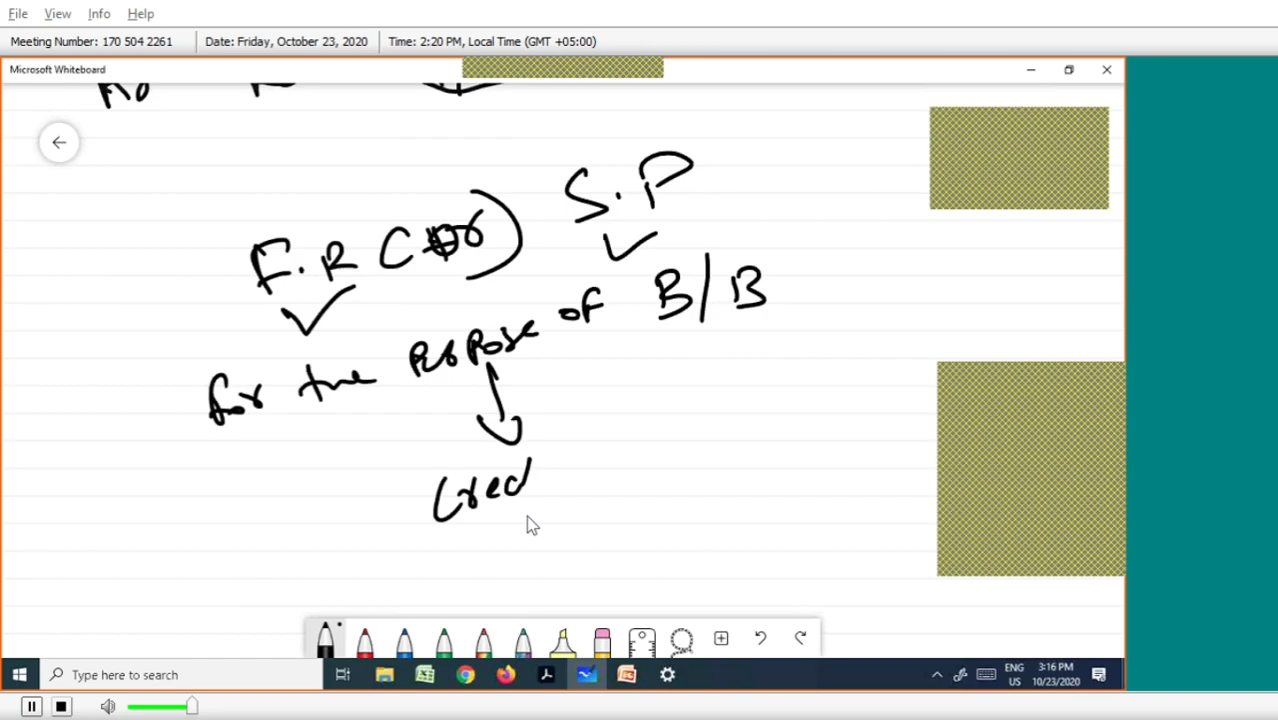 File View Info Help
Meeting Number: 170 504 2261 Date: Friday, October 23, 2020 Time: 2:20 PM, Local Time (GMT +05:00)
Microsoft Whiteboard
S.P
F.R (or)
for the purpose of B/B
Cred
Type here to search
ENG 3:16 PM
US 10/23/2020